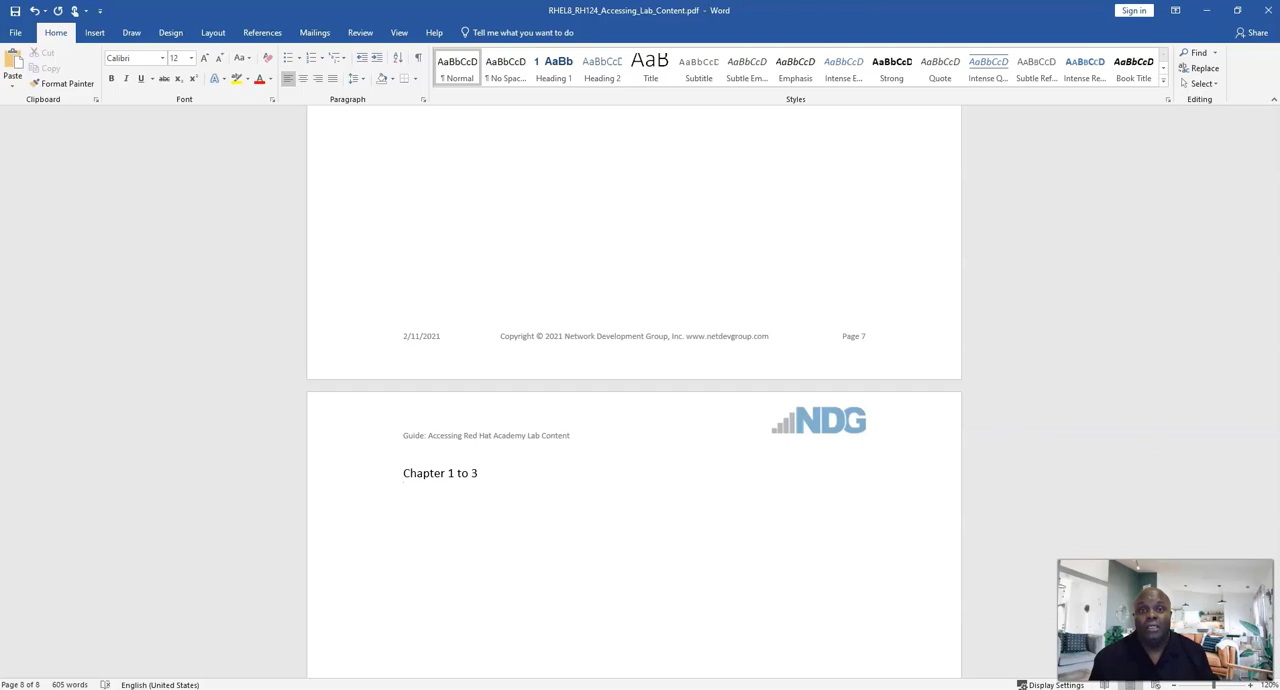 RHEL8_RH124_Accessing_Lab_Content.pdf - Word
Sign in
File Home Insert Draw Design Layout References Mailings Review View Help Tell me what you want to do
Share
Paste
Cut
Copy
Format Painter
Clipboard
Calibri 12
Font
Paragraph
AaBbCcD AaBbCcD 1 AaBb AaBbCcE AaB AaBbCcL AaBbCcD AaBbCcD AaBbCcD AaBbCcD AaBbCcD AaBbCcD AABBCCD AABBCCD AaBbCcD
¶ Normal ¶ No Spac... Heading 1 Heading 2 Title Subtitle Subtle Em... Emphasis Intense E... Strong Quote Intense Q... Subtle Ref... Intense Re... Book Title
Styles
Find
Replace
Select
Editing
2/11/2021 Copyright © 2021 Network Development Group, Inc. www.netdevgroup.com Page 7
NDG
Guide: Accessing Red Hat Academy Lab Content
Chapter 1 to 3
Page 8 of 8 605 words English (United States) Display Settings 120%